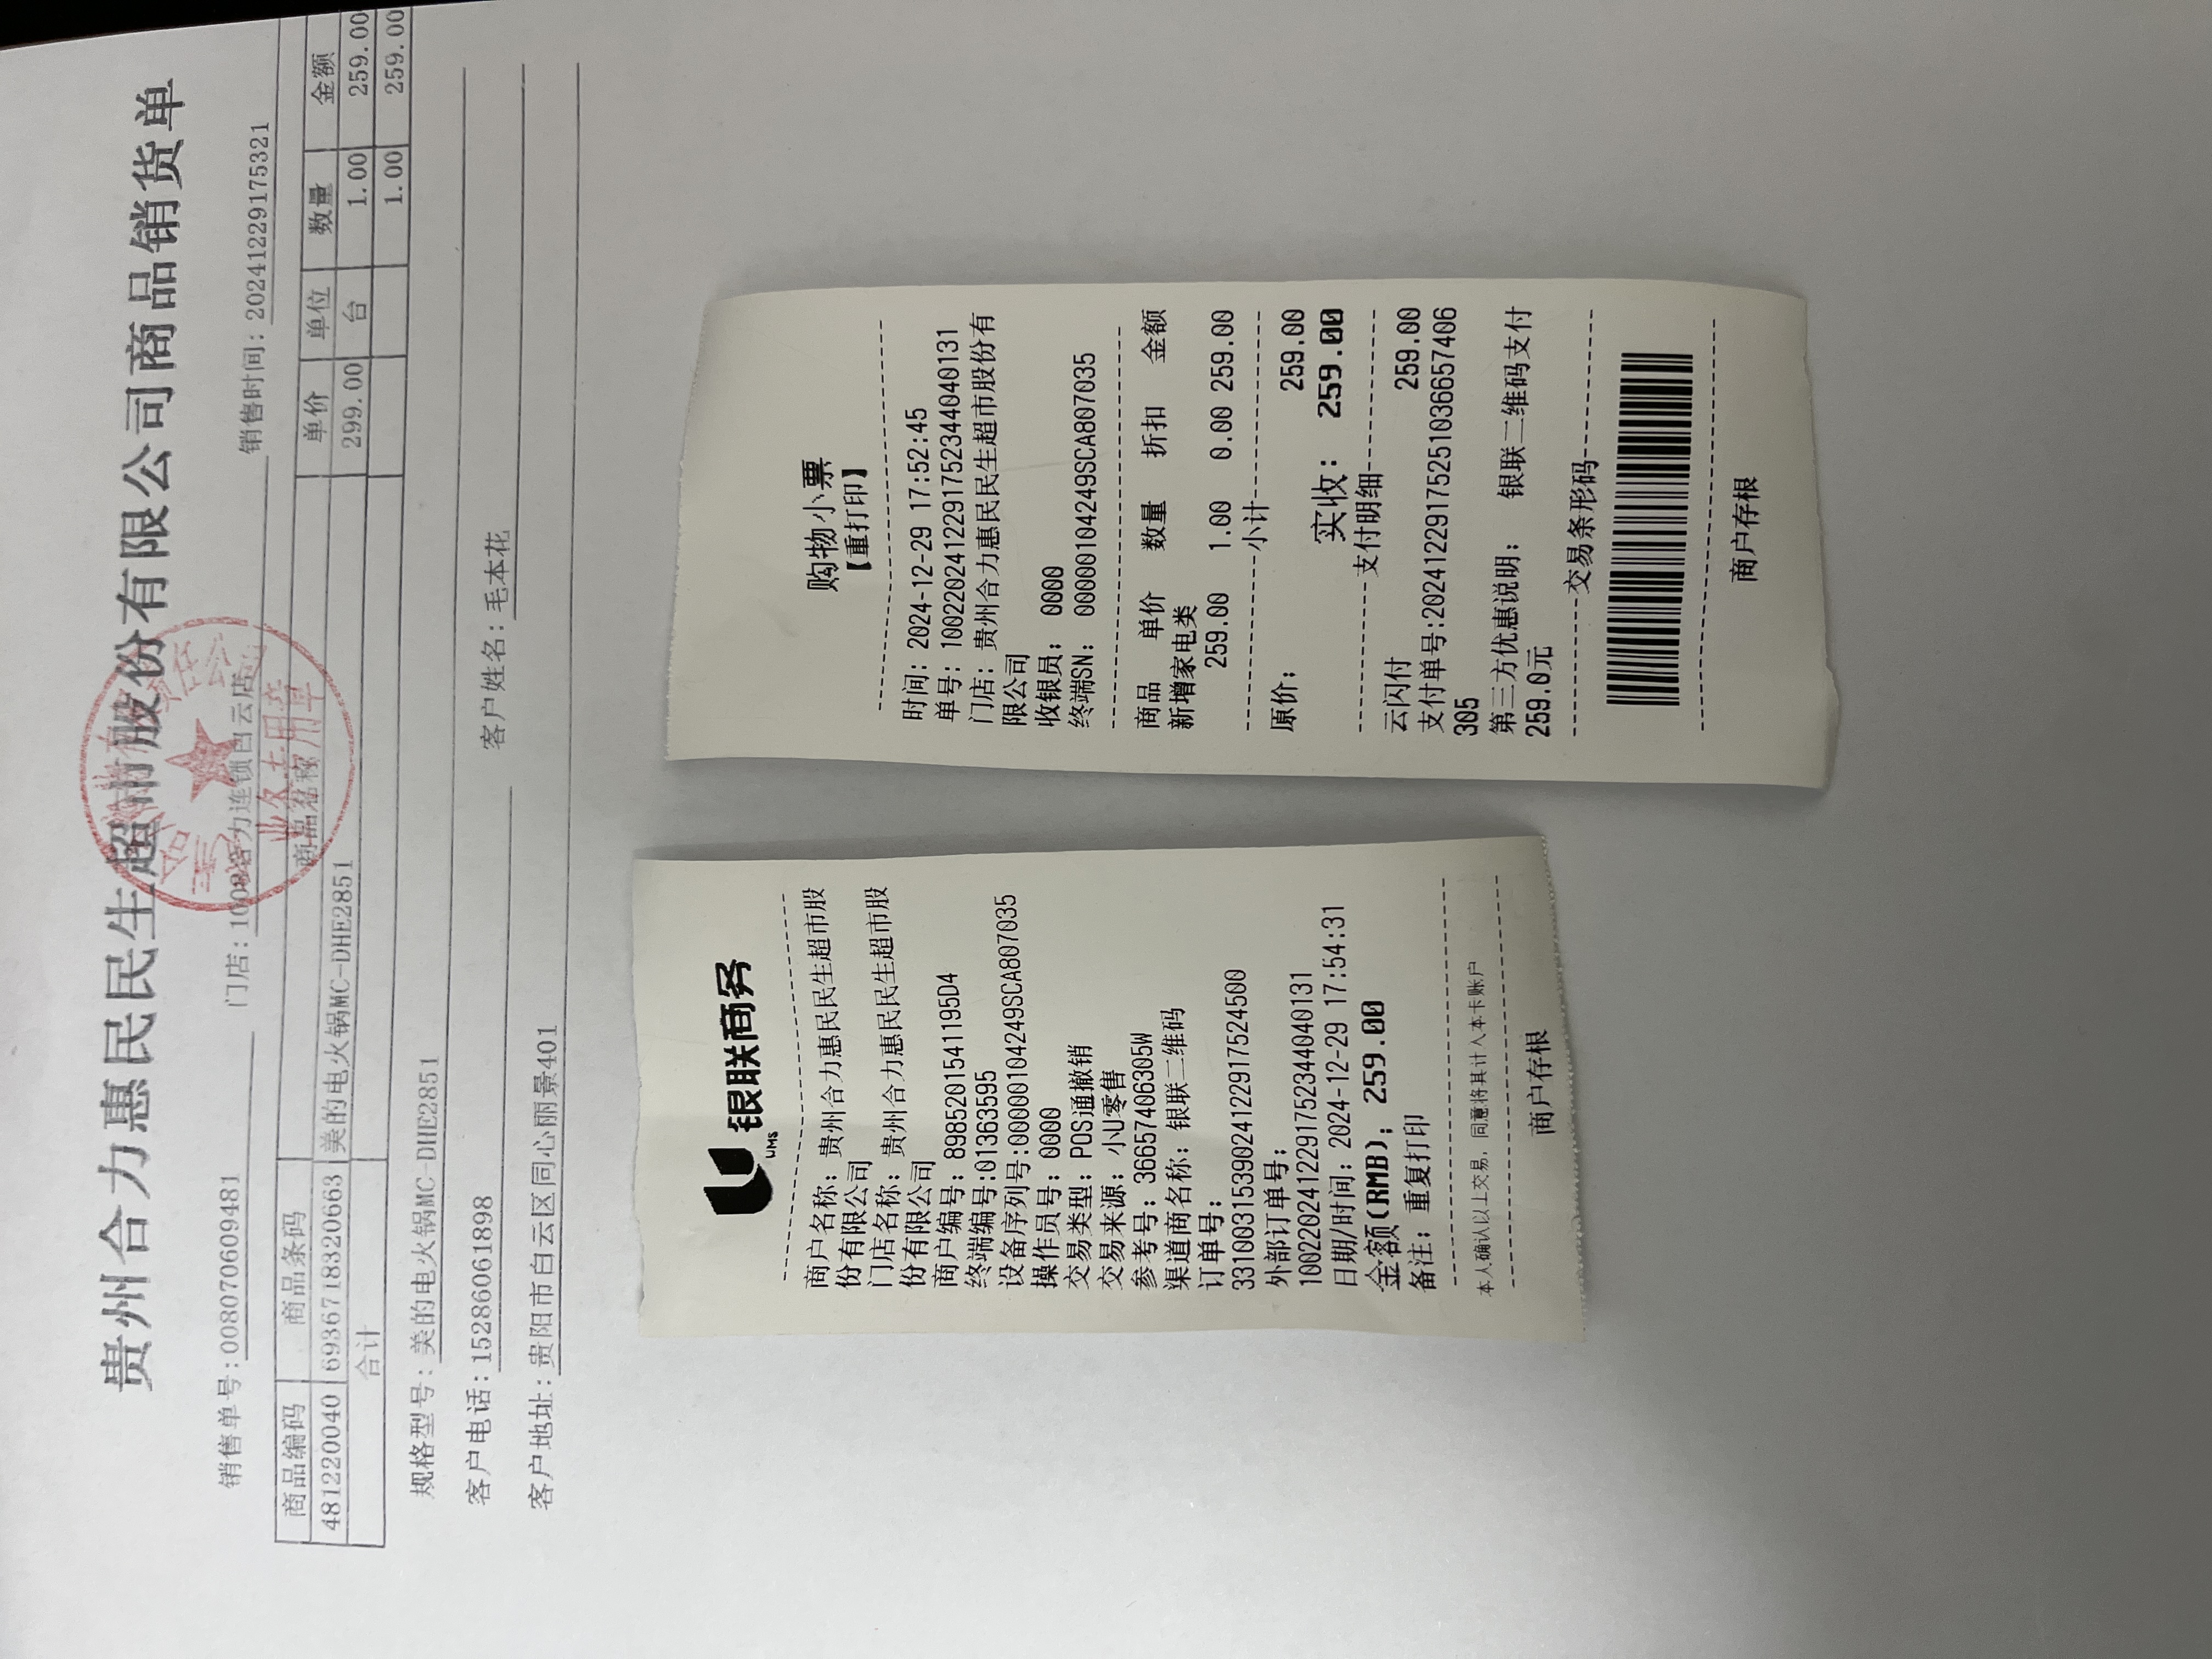 贵州合力惠民民生超市股份有限公司商品销货单
销售单号:008070609481 门店:1008合力连锁白云店 销售时间:20241229175321
商品编码 商品条码 商品名称 单价 单位 数量 金额
481220040 6936718320663 美的电火锅MC-DHE2851 299.00 台 1.00 259.00
合计 1.00 259.00
规格型号:美的电火锅MC-DHE2851
客户电话:15286061898 客户姓名:毛本花
客户地址:贵阳市白云区同心丽景401
业务专用章
银联商务
UMS
商户名称: 贵州合力惠民民生超市股
份有限公司
门店名称: 贵州合力惠民民生超市股
份有限公司
商户编号: 8985201541195D4
终端编号:01363595
设备序列号:00000104249SCA807035
操作员号: 0000
交易类型: POS通撤销
交易来源: 小U零售
参考号: 36657406305W
渠道商名称: 银联二维码
订单号:
33100315390241229175245​00
外部订单号:
10022024122917523440401​31
日期/时间: 2024-12-29 17:54:31
金额(RMB): 259.00
备注: 重复打印
本人确认以上交易, 同意将其计入本卡账户
商户存根
购物小票
【重打印】
时间: 2024-12-29 17:52:45
单号: 1002202412291752344040131
门店: 贵州合力惠民民生超市股份有
限公司
收银员: 0000
终端SN: 00000104249SCA807035
商品 单价 数量 折扣 金额
新增家电类
259.00 1.00 0.00 259.00
小计
原价: 259.00
实收: 259.00
支付明细
云闪付 259.00
支付单号:2024122917525103665​7406
305
第三方优惠说明: 银联二维码支付
259.0元
交易条形码
商户存根